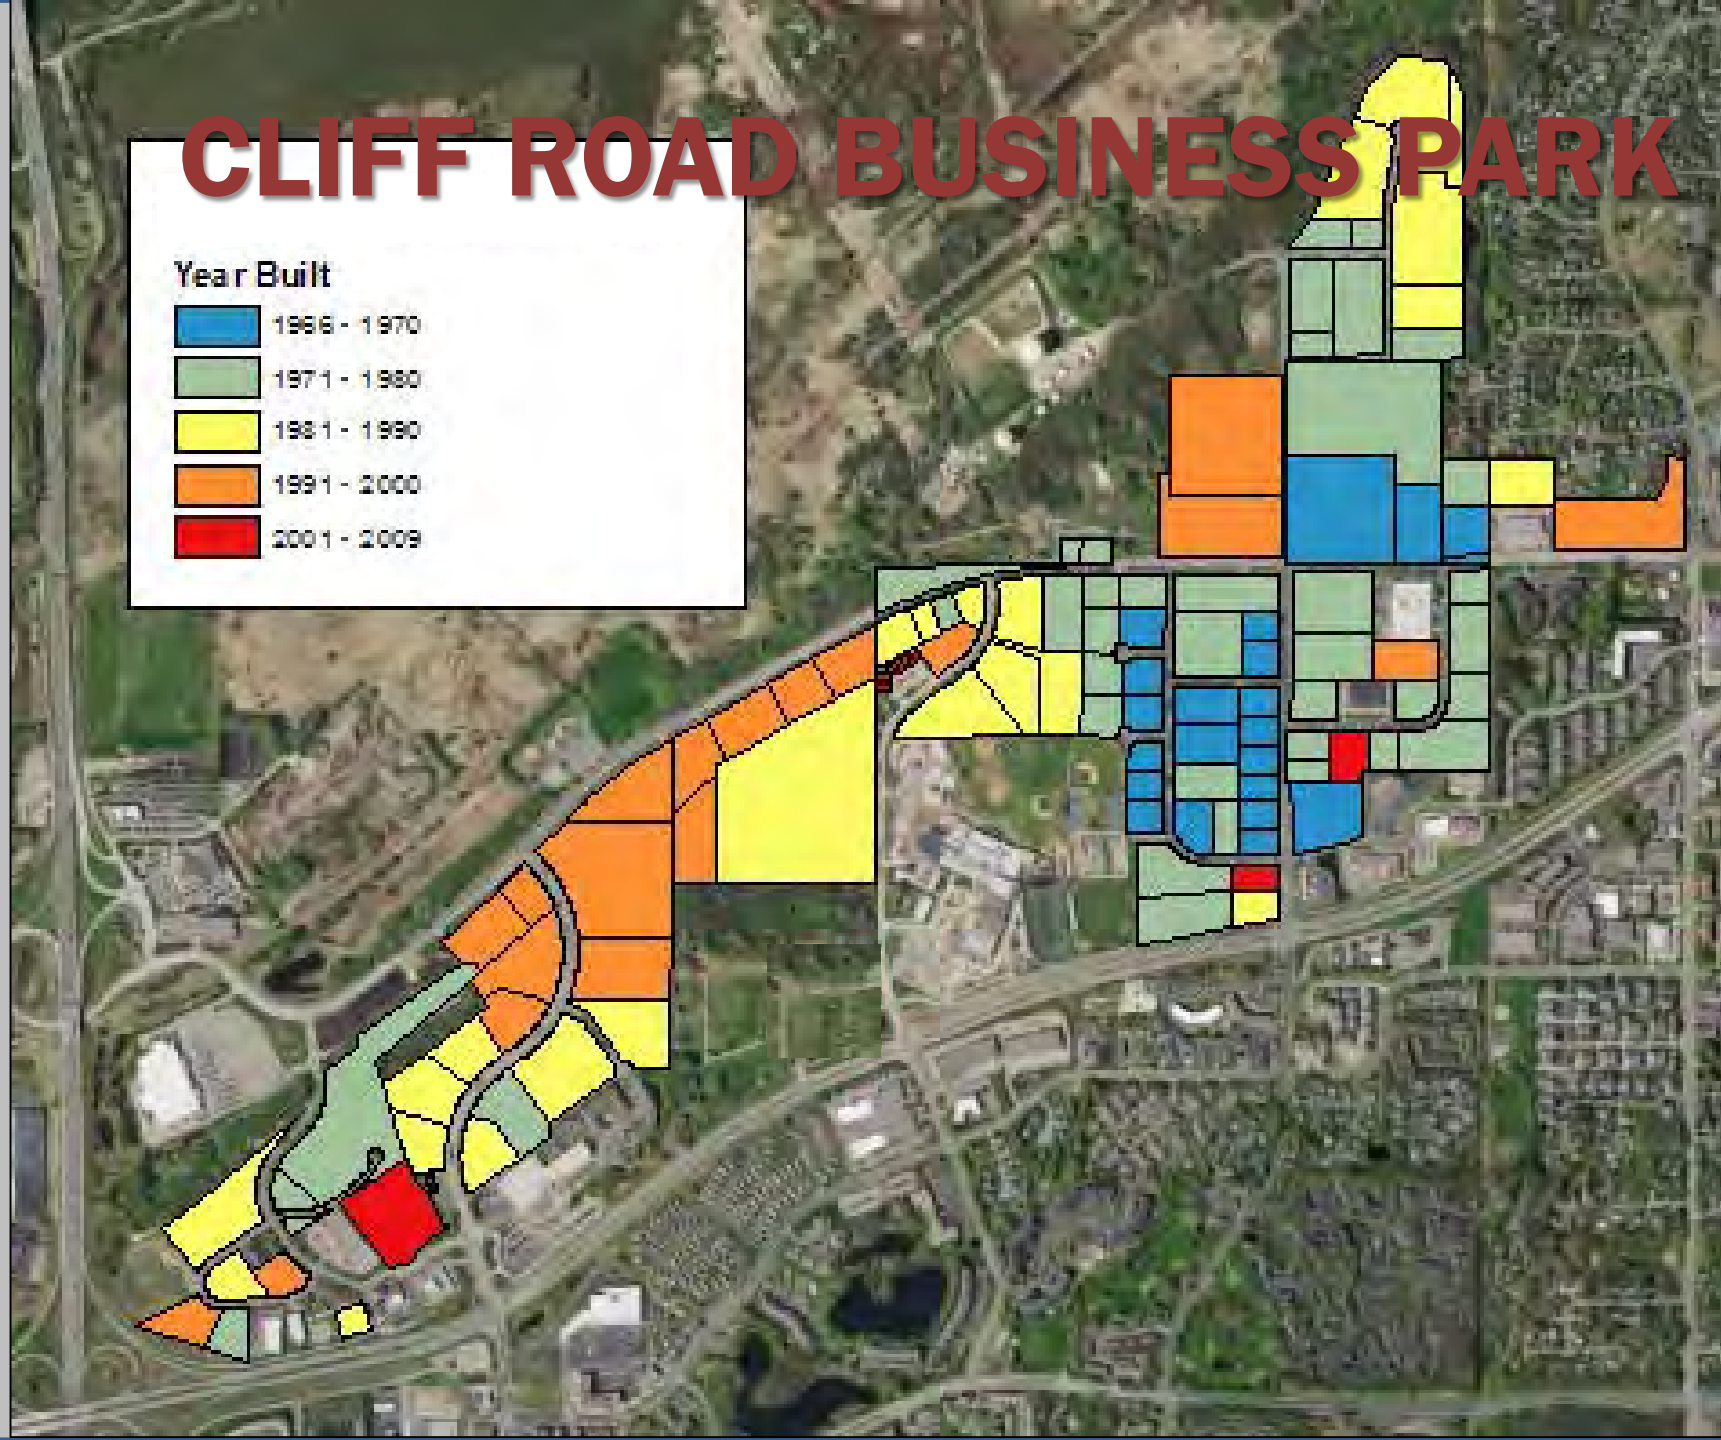 CLIFF ROAD BUSINESS PARK
Year Built
1966 - 1970
1971 - 1980
1981 - 1990
1991 - 2000
2001 - 2009